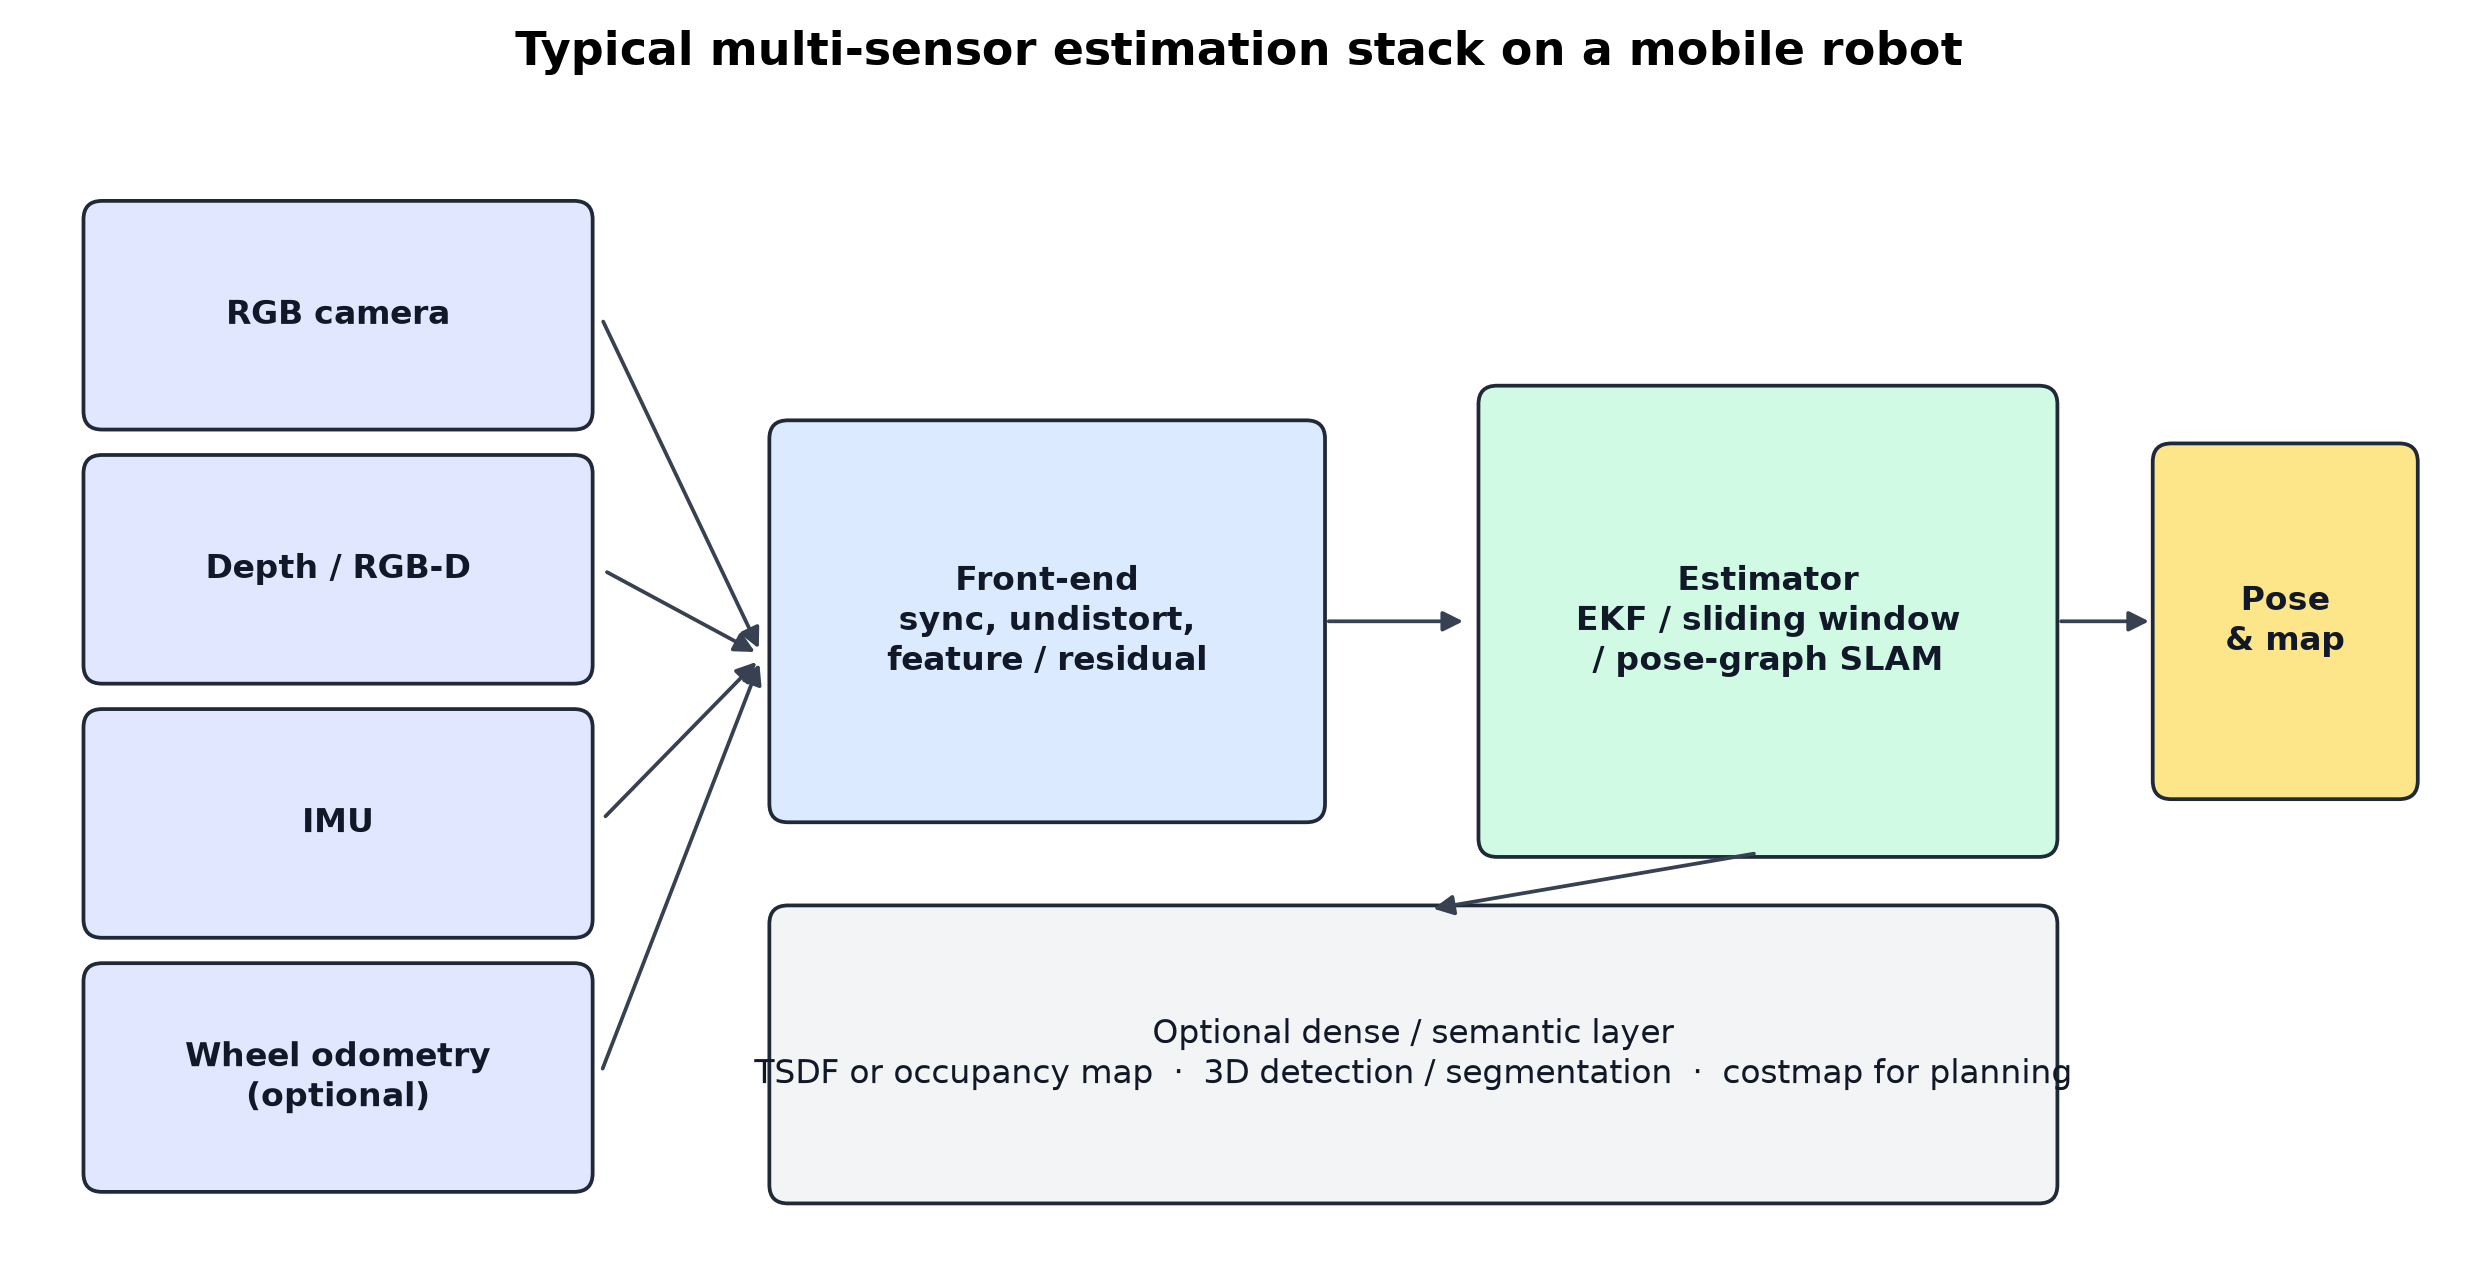 Typical multi-sensor estimation stack on a mobile robot
RGB camera
Depth / RGB-D
IMU
Wheel odometry
(optional)
Front-end
sync, undistort,
feature / residual
Estimator
EKF / sliding window
/ pose-graph SLAM
Pose
& map
Optional dense / semantic layer
TSDF or occupancy map · 3D detection / segmentation · costmap for planning